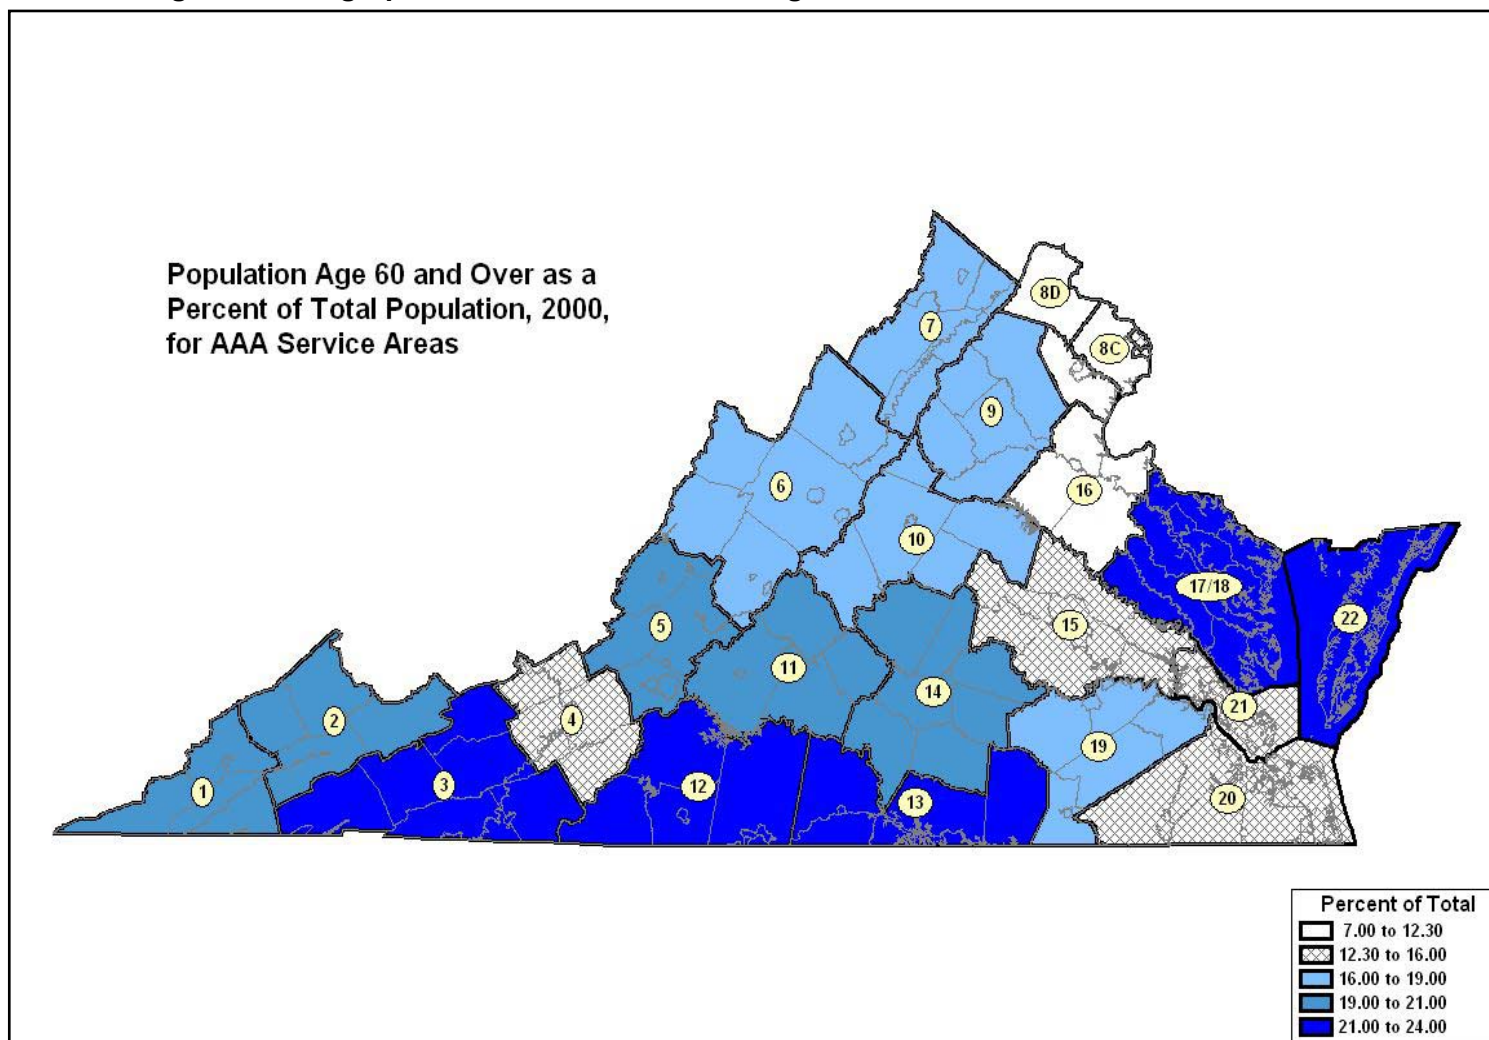 Population Age 60 and Over as a
Percent of Total Population, 2000,
for AAA Service Areas
8D
7
8C
9
6
16
10
17/18
5
15
22
11
14
2
4
21
19
3
12
1
13
20
Percent of Total
7.00 to 12.30
12.30 to 16.00
16.00 to 19.00
19.00 to 21.00
21.00 to 24.00